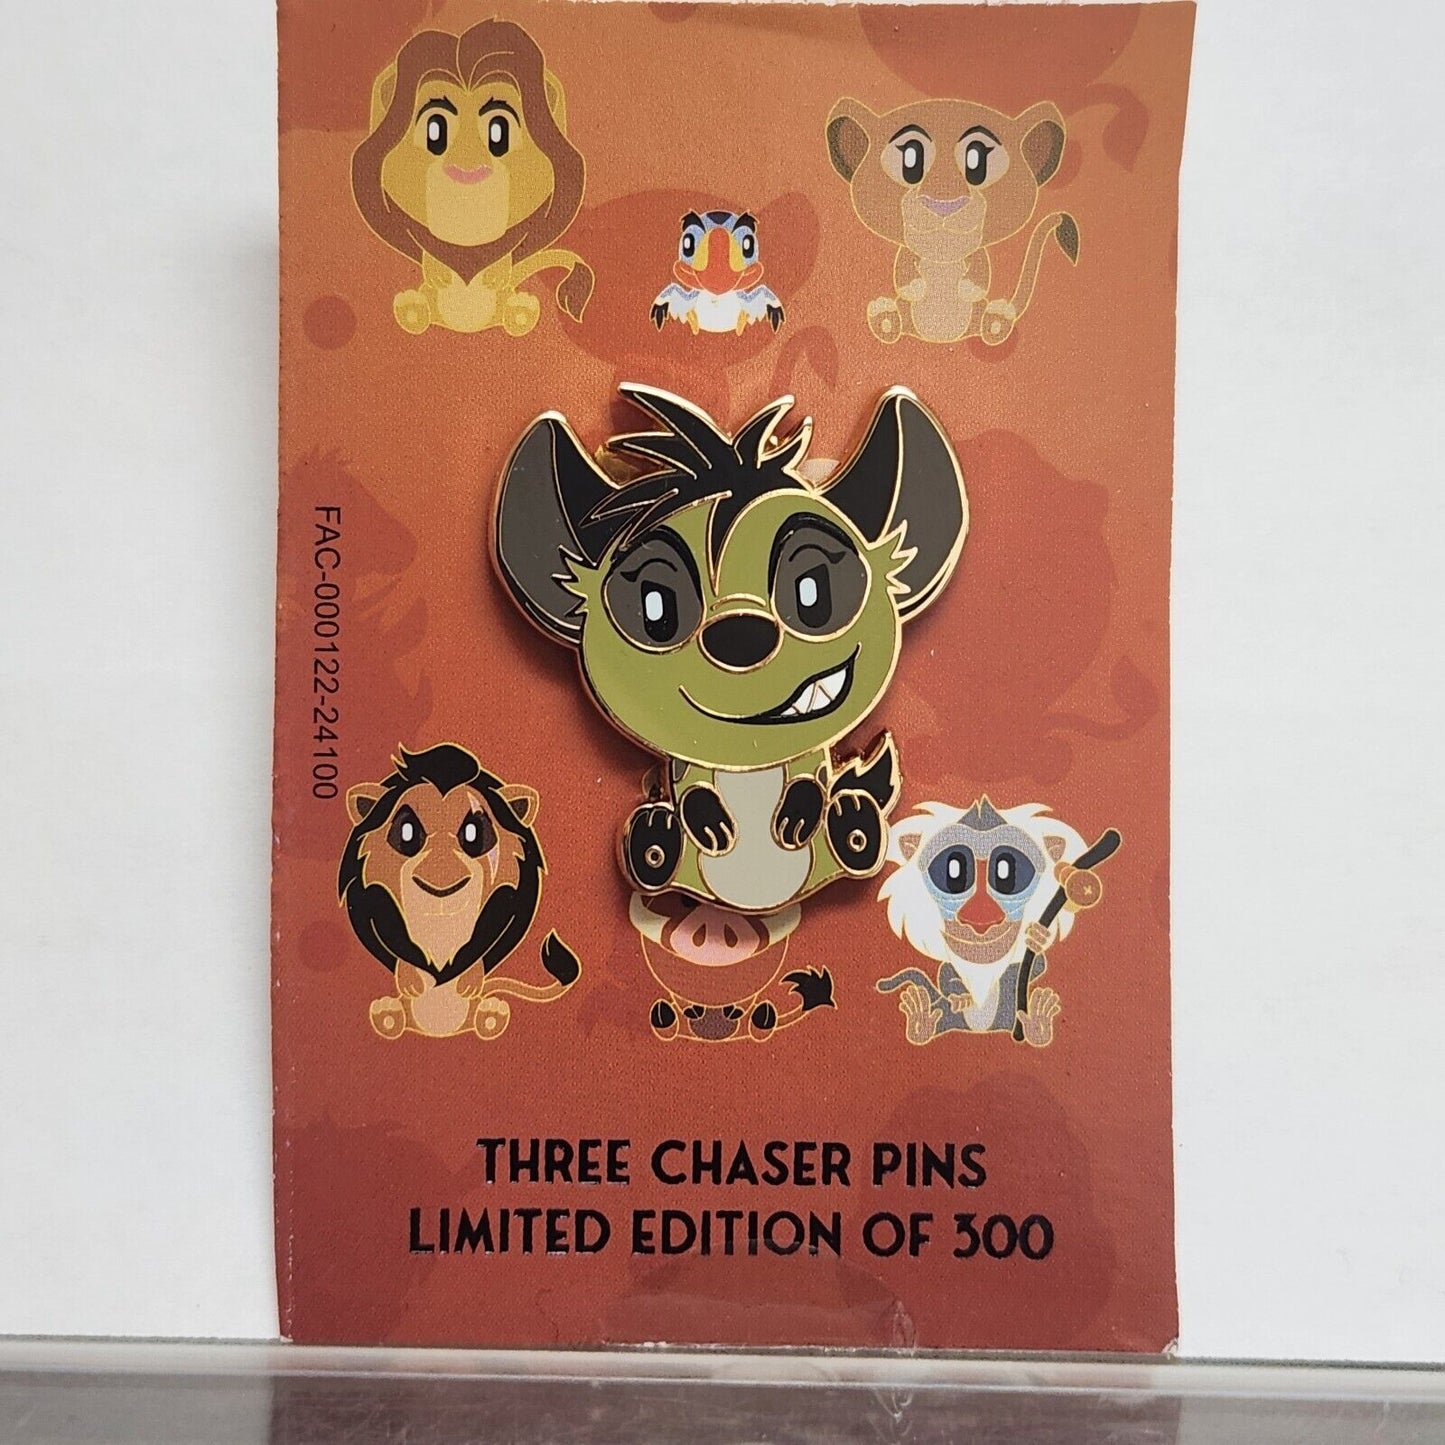 FAC-000122-24100
THREE CHASER PINS
LIMITED EDITION OF 300